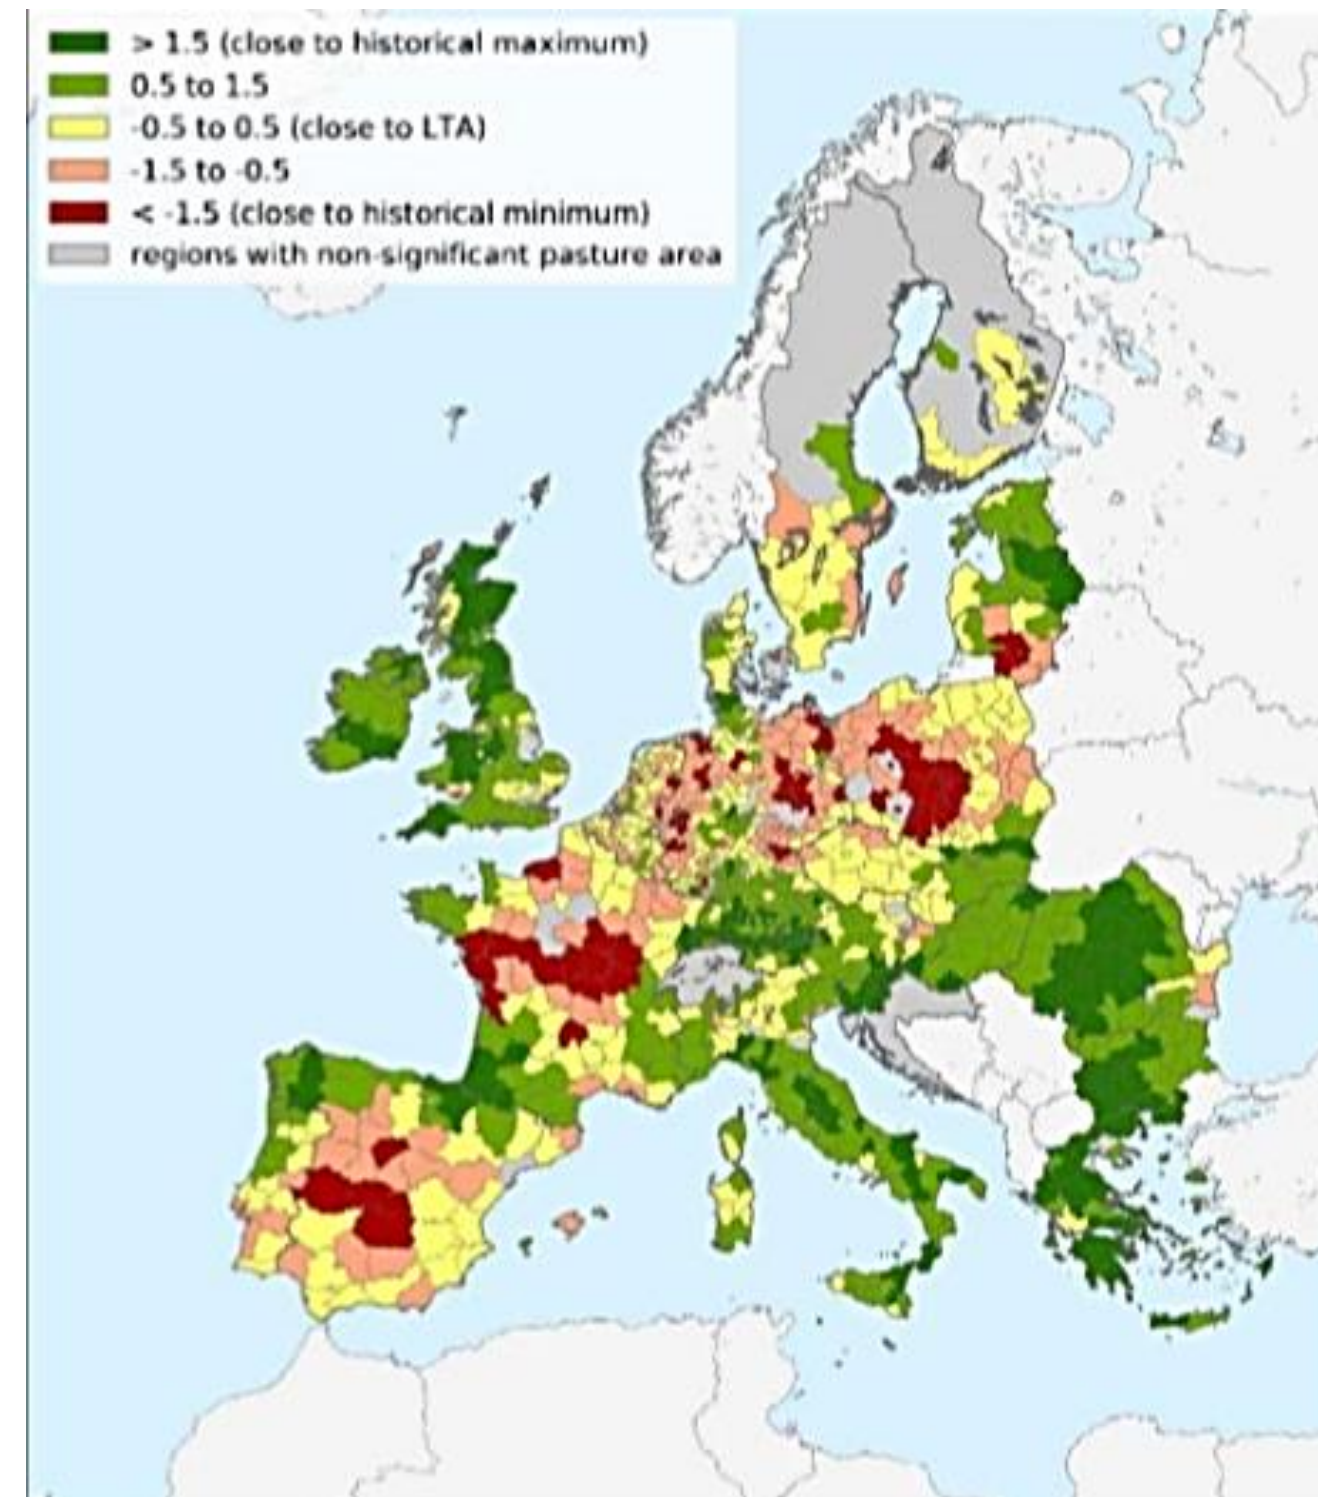 > 1.5 (close to historical maximum)
0.5 to 1.5
-0.5 to 0.5 (close to LTA)
-1.5 to -0.5
< -1.5 (close to historical minimum)
regions with non-significant pasture area